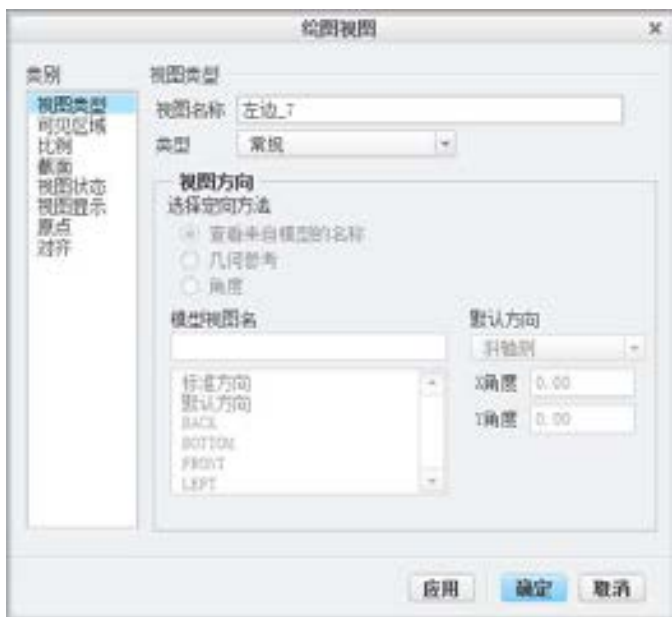 绘图视图
类别
视图类型
可见区域
比例
截面
视图状态
视图显示
原点
对齐
视图类型
视图名称 左边_7
类型 常规
视图方向
选择定向方法
查看来自模型的名称
几何参考
角度
模型视图名
标准方向
默认方向
BACK
BOTTOM
FRONT
LEFT
默认方向
斜轴测
X角度 0.00
Y角度 0.00
应用 确定 取消